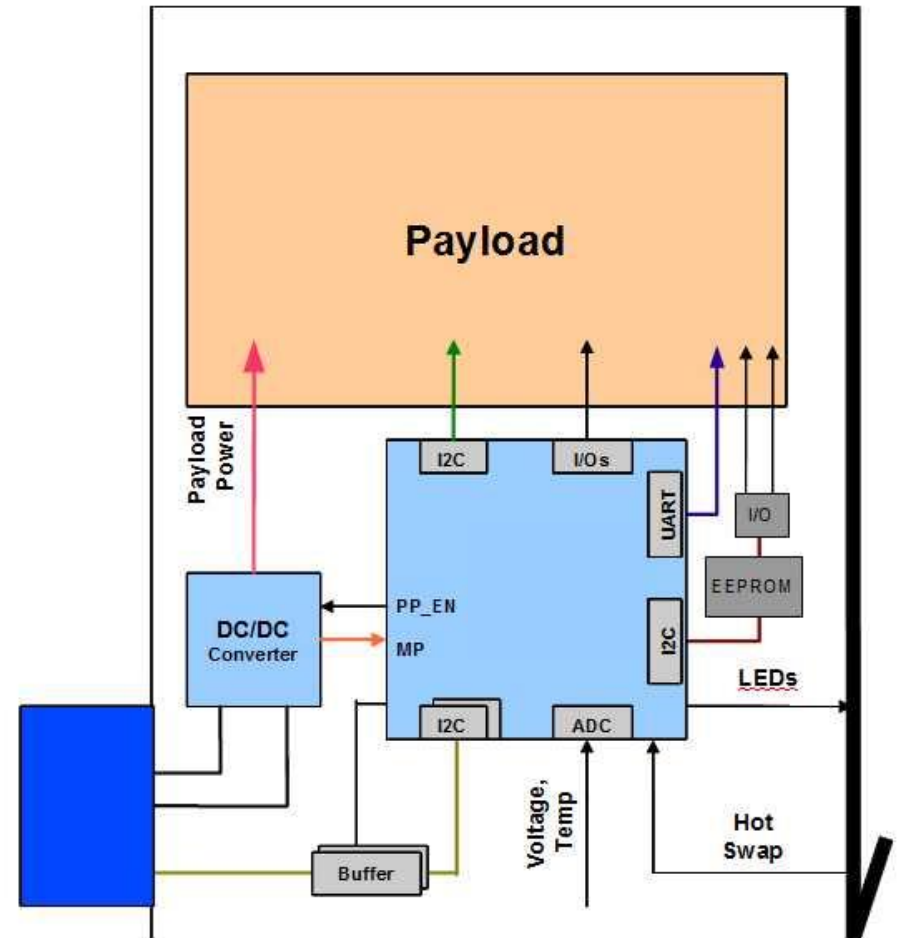 Payload
Payload
Power
I2C
I/Os
UART
I/O
EEPROM
DC/DC
Converter
PP_EN
MP
I2C
LEDs
I2C
ADC
Voltage,
Temp
Hot
Swap
Buffer